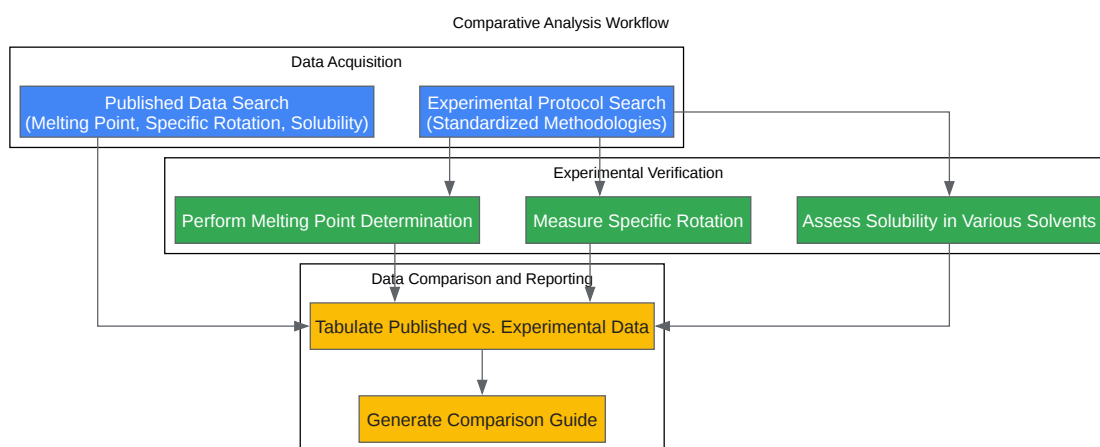 Comparative Analysis Workflow
Data Acquisition
Published Data Search
(Melting Point, Specific Rotation, Solubility)
Experimental Protocol Search
(Standardized Methodologies)
Experimental Verification
Perform Melting Point Determination
Measure Specific Rotation
Assess Solubility in Various Solvents
Data Comparison and Reporting
Tabulate Published vs. Experimental Data
Generate Comparison Guide